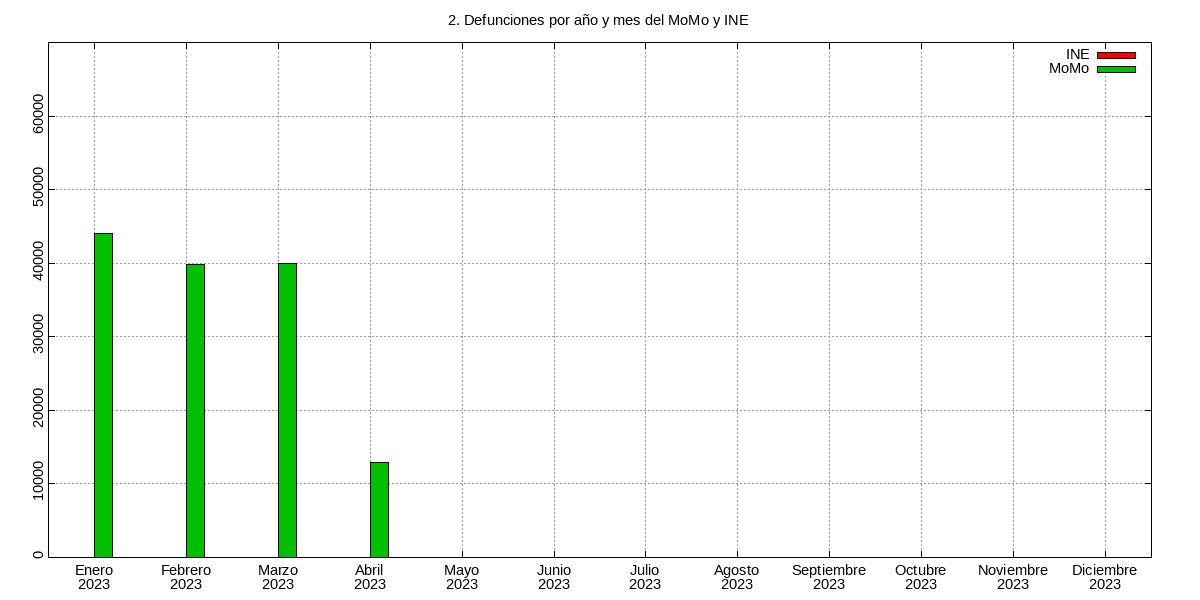 2. Defunciones por año y mes del MoMo y INE
INE
MoMo
60000
50000
40000
30000
20000
10000
0
Enero Febrero Marzo Abril Mayo Junio Julio Agosto Septiembre Octubre Noviembre Diciembre
2023 2023 2023 2023 2023 2023 2023 2023 2023 2023 2023 2023